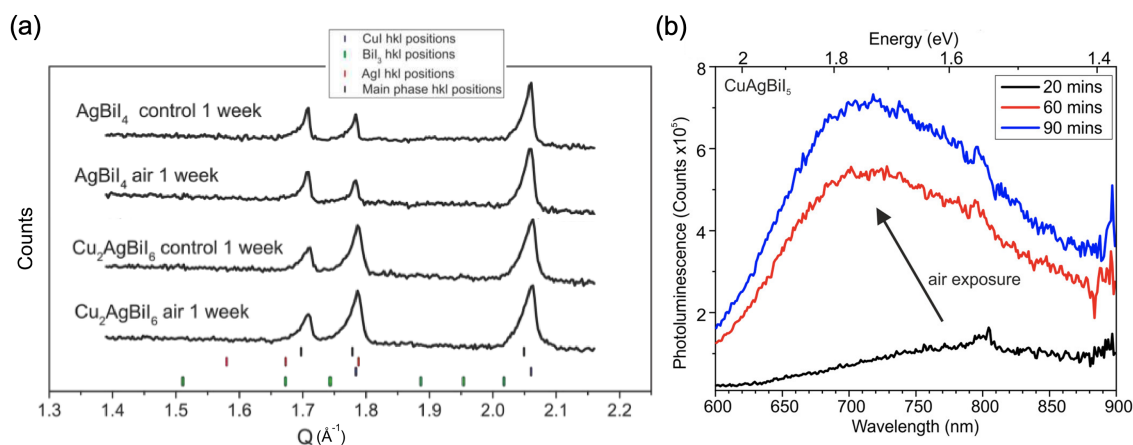 (a)
CuI hkl positions
BiI₃ hkl positions
AgI hkl positions
Main phase hkl positions
AgBiI₄ control 1 week
AgBiI₄ air 1 week
Cu₂AgBiI₆ control 1 week
Cu₂AgBiI₆ air 1 week
Counts
1.3 1.4 1.5 1.6 1.7 1.8 1.9 2.0 2.1 2.2
Q (Å⁻¹)
(b)
Energy (eV)
2 1.8 1.6 1.4
CuAgBiI₅
20 mins
60 mins
90 mins
air exposure
Photoluminescence (Counts x10⁵)
8
6
4
2
600 650 700 750 800 850 900
Wavelength (nm)